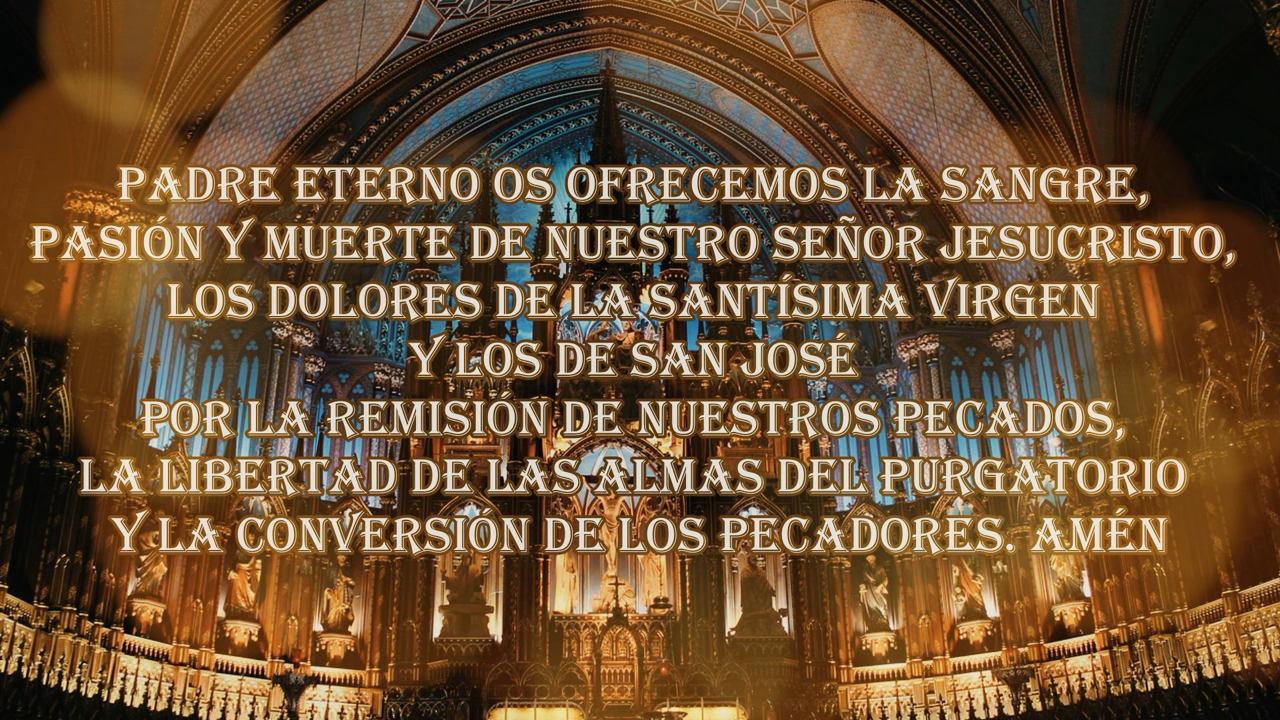 PADRE ETERNO OS OFRECEMOS LA SANGRE,
PASIÓN Y MUERTE DE NUESTRO SEÑOR JESUCRISTO,
LOS DOLORES DE LA SANTÍSIMA VIRGEN
Y LOS DE SAN JOSÉ
POR LA REMISIÓN DE NUESTROS PECADOS,
LA LIBERTAD DE LAS ALMAS DEL PURGATORIO
Y LA CONVERSIÓN DE LOS PECADORES. AMÉN